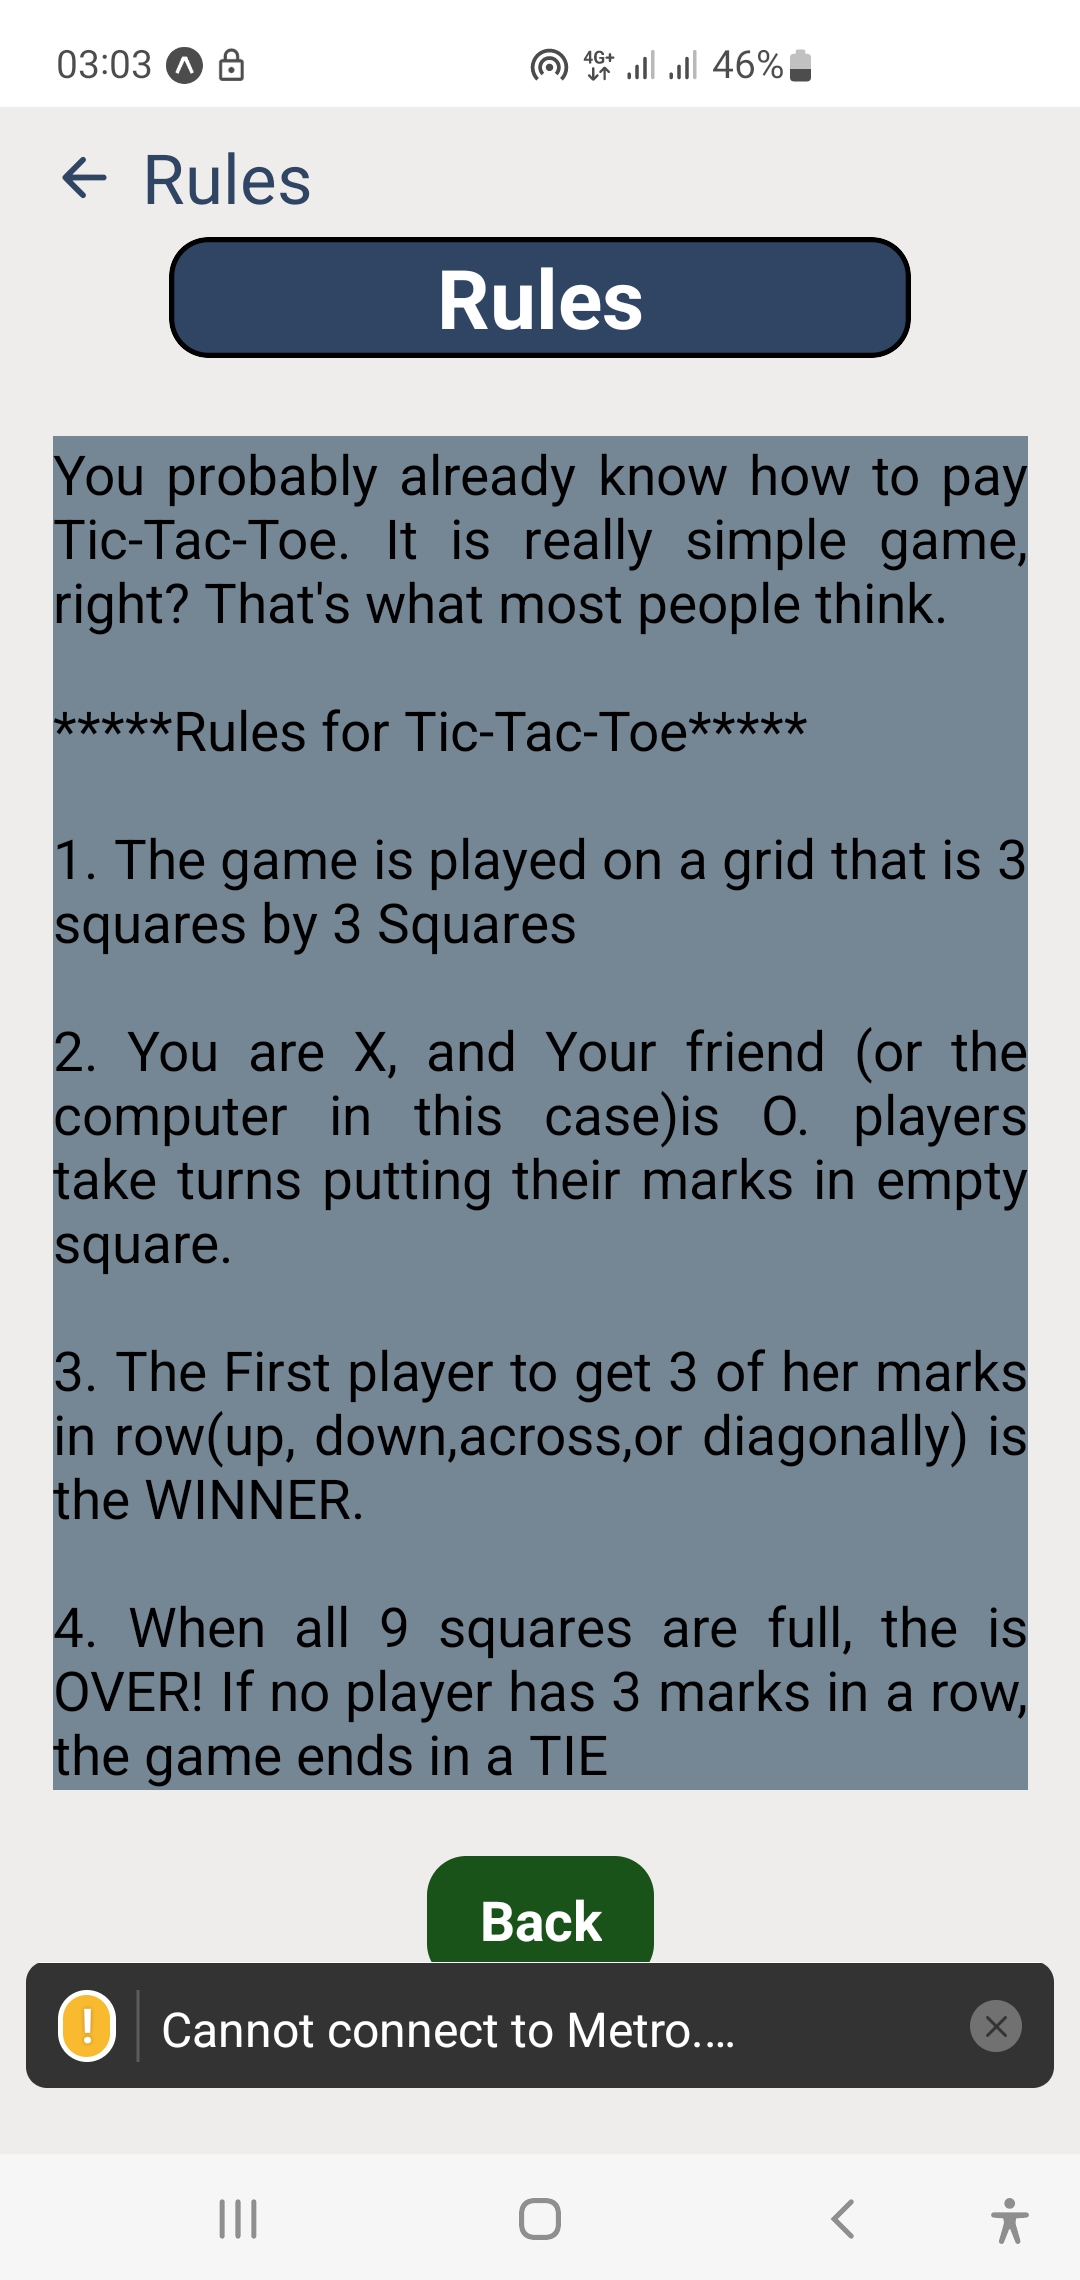 03:03
4G+
46%
Rules
Rules
You probably already know how to pay
Tic-Tac-Toe. It is really simple game,
right? That's what most people think.
*****Rules for Tic-Tac-Toe*****
1. The game is played on a grid that is 3
squares by 3 Squares
2. You are X, and Your friend (or the
computer in this case)is O. players
take turns putting their marks in empty
square.
3. The First player to get 3 of her marks
in row(up, down,across,or diagonally) is
the WINNER.
4. When all 9 squares are full, the is
OVER! If no player has 3 marks in a row,
the game ends in a TIE
Back
Cannot connect to Metro....